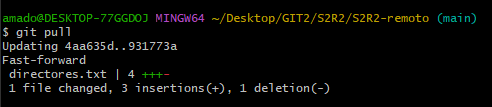 amado@DESKTOP-77GGDOJ MINGW64 ~/Desktop/GIT2/S2R2/S2R2-remoto (main)
$ git pull
Updating 4aa635d..931773a
Fast-forward
 directores.txt | 4 +++-
 1 file changed, 3 insertions(+), 1 deletion(-)